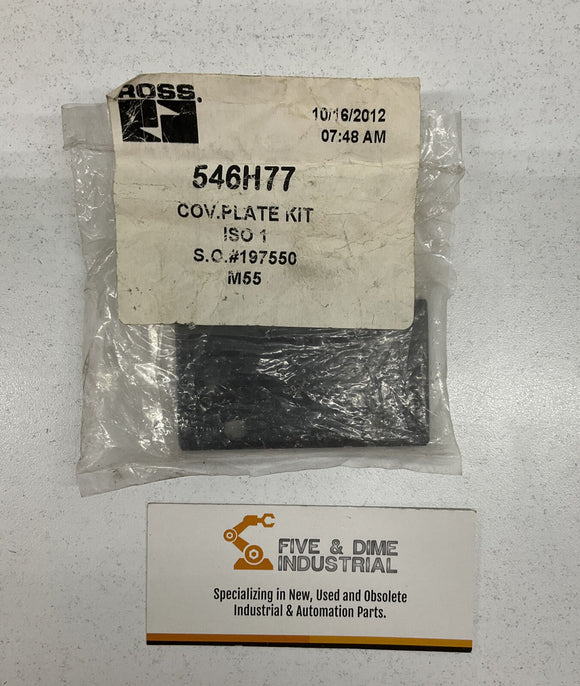 ROSS.
10/16/2012
07:48 AM
546H77
COV.PLATE KIT
ISO 1
S.O.#197550
M55
FIVE & DIME
INDUSTRIAL
Specializing in New, Used and Obsolete
Industrial & Automation Parts.